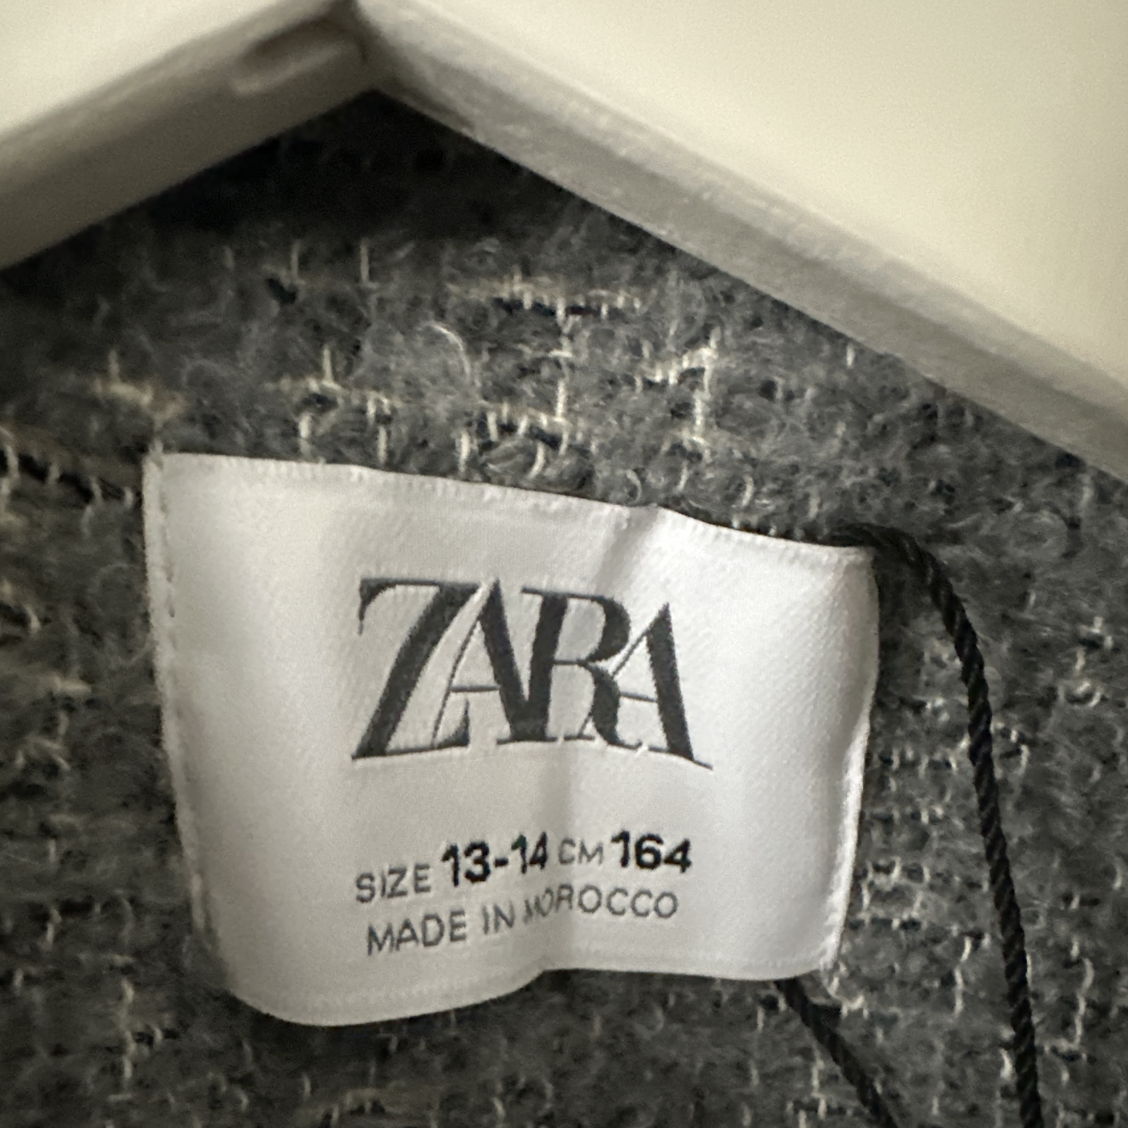 ZARA
SIZE 13-14 CM 164
MADE IN MOROCCO